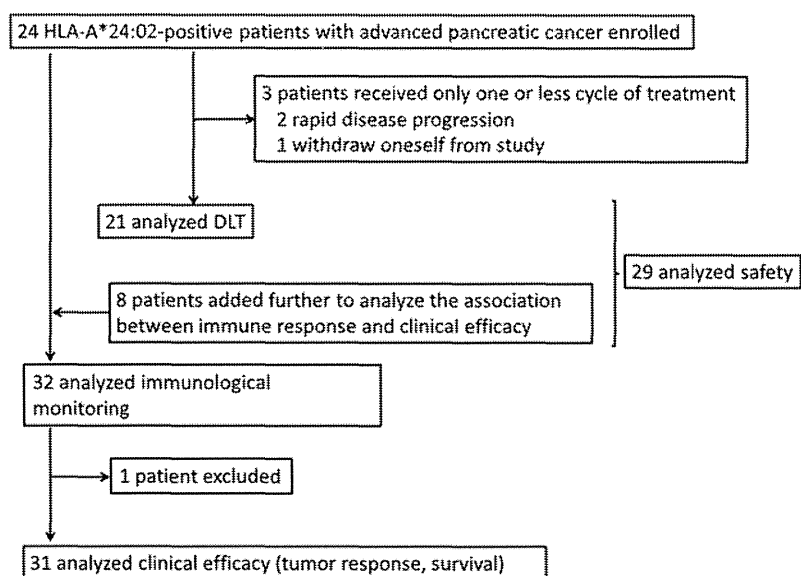 24 HLA-A*24:02-positive patients with advanced pancreatic cancer enrolled
3 patients received only one or less cycle of treatment
2 rapid disease progression
1 withdraw oneself from study
21 analyzed DLT
29 analyzed safety
8 patients added further to analyze the association
between immune response and clinical efficacy
32 analyzed immunological
monitoring
1 patient excluded
31 analyzed clinical efficacy (tumor response, survival)